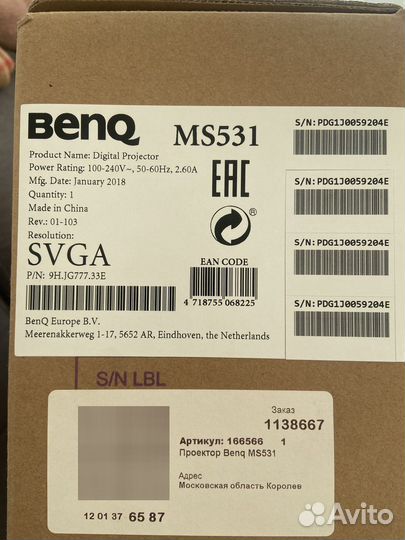 BenQ MS531
Product Name: Digital Projector
Power Rating: 100-240V~, 50-60Hz, 2.60A
Mfg. Date: January 2018
Quantity: 1
Made in China
Rev.: 01-103
Resolution:
SVGA
P/N: 9H.JG777.33E
EAC
EAN CODE
4 718755 068225
BenQ Europe B.V.
Meerenakkerweg 1-17, 5652 AR, Eindhoven, the Netherlands
S/N: PDG1J0059204E
S/N: PDG1J0059204E
S/N: PDG1J0059204E
S/N: PDG1J0059204E
S/N LBL
Заказ
1138667
Артикул: 166566 1
Проектор Benq MS531
Адрес
Московская область Королев
12 01 37 65 87
Avito